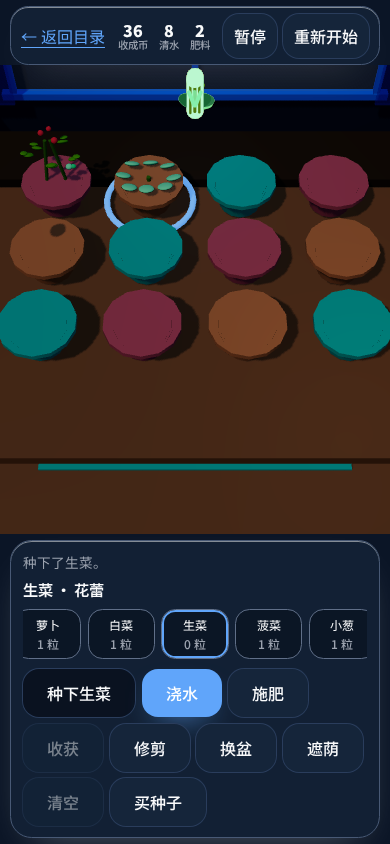 ← 返回目录
36 8 2
收成币 清水 肥料
暂停 重新开始
种下了生菜。
生菜 · 花蕾
萝卜 白菜 生菜 菠菜 小葱
1 粒 1 粒 0 粒 1 粒 1 粒
种下生菜 浇水 施肥
收获 修剪 换盆 遮荫
清空 买种子